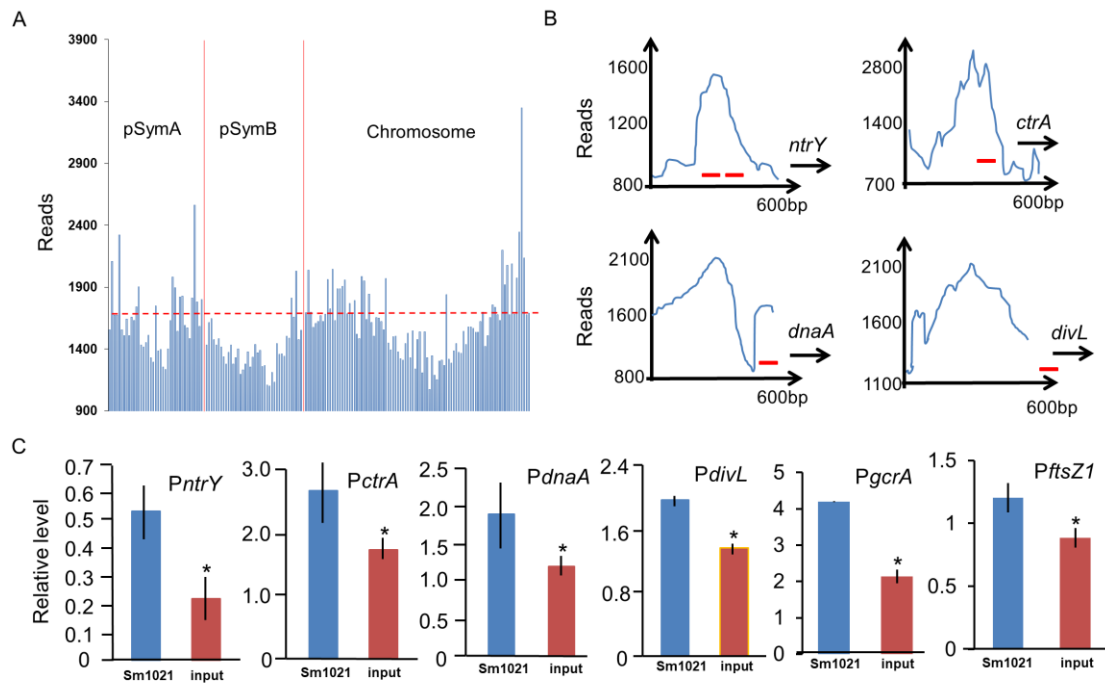 A
3900
3400
2900
2400
1900
1400
900
Reads
pSymA
pSymB
Chromosome
B
1600
1200
800
Reads
ntrY
600bp
2800
1400
700
ctrA
600bp
2100
1600
800
Reads
dnaA
600bp
2100
1600
1100
divL
600bp
C
Relative level
0.7
0.6
0.5
0.4
0.3
0.2
0.1
0
PntrY
*
Sm1021 input
3.0
2.0
1.0
0
PctrA
*
Sm1021 input
2.5
2.0
1.5
1.0
0.5
0
PdnaA
*
Sm1021 input
2.4
1.6
0.8
0
PdivL
*
Sm1021 input
5
4
3
2
1
0
PgcrA
*
Sm1021 input
1.5
1
0.5
0
PftsZ1
*
Sm1021 input